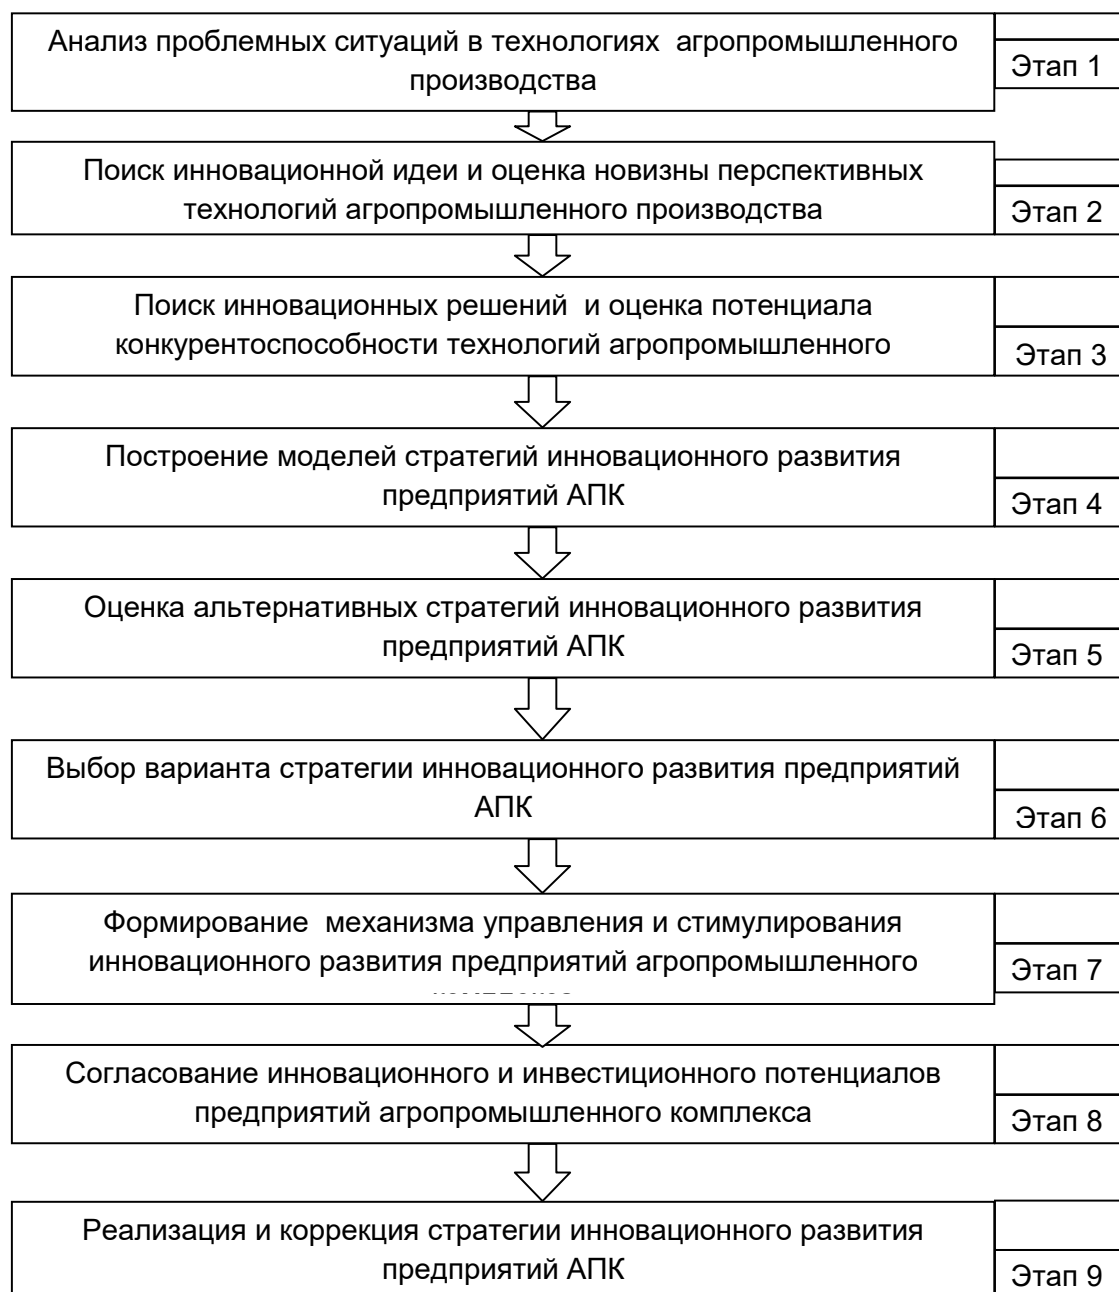 Анализ проблемных ситуаций в технологиях агропромышленного
производства
Этап 1
Поиск инновационной идеи и оценка новизны перспективных
технологий агропромышленного производства
Этап 2
Поиск инновационных решений и оценка потенциала
конкурентоспособности технологий агропромышленного
Этап 3
Построение моделей стратегий инновационного развития
предприятий АПК
Этап 4
Оценка альтернативных стратегий инновационного развития
предприятий АПК
Этап 5
Выбор варианта стратегии инновационного развития предприятий
АПК
Этап 6
Формирование механизма управления и стимулирования
инновационного развития предприятий агропромышленного
Этап 7
Согласование инновационного и инвестиционного потенциалов
предприятий агропромышленного комплекса
Этап 8
Реализация и коррекция стратегии инновационного развития
предприятий АПК
Этап 9